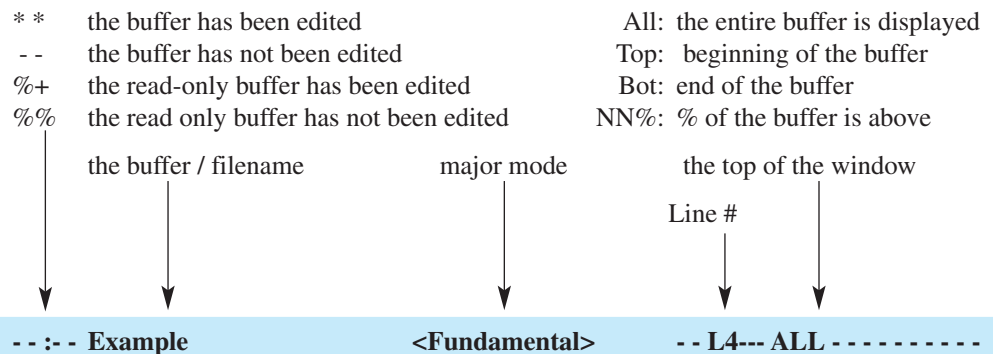 * * the buffer has been edited All: the entire buffer is displayed
- - the buffer has not been edited Top: beginning of the buffer
%+ the read-only buffer has been edited Bot: end of the buffer
%% the read only buffer has not been edited NN%: % of the buffer is above
the buffer / filename major mode the top of the window
Line #
- - :- - Example <Fundamental> - - L4--- ALL - - - - - - - - - -